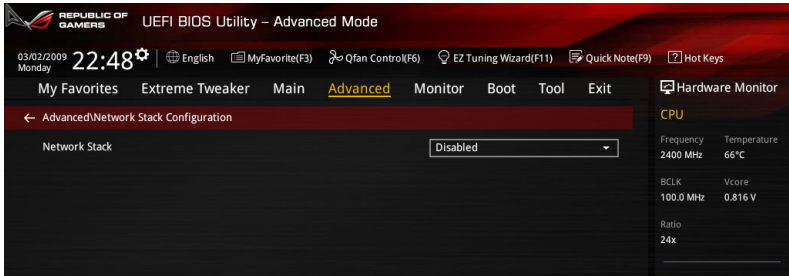 REPUBLIC OF
GAMERS
UEFI BIOS Utility – Advanced Mode
03/02/2009
Monday
22:48
English
MyFavorite(F3)
Qfan Control(F6)
EZ Tuning Wizard(F11)
Quick Note(F9)
? Hot Keys
My Favorites Extreme Tweaker Main Advanced Monitor Boot Tool Exit
Hardware Monitor
← Advanced\Network Stack Configuration
Network Stack Disabled
CPU
Frequency Temperature
2400 MHz 66°C
BCLK Vcore
100.0 MHz 0.816 V
Ratio
24x